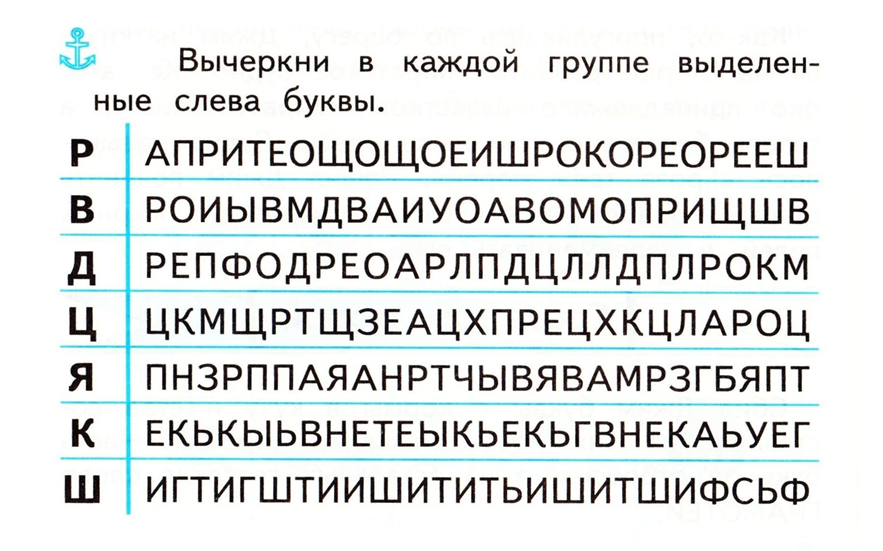 Вычеркни в каждой группе выделен-
ные слева буквы.
Р АПРИТЕОЩОЩОЕИШРОКОРЕОРЕЕШ
В РОИЫВМДВАИУОАВОМОПРИЩШВ
Д РЕПФОДРЕОАРЛПДЦЛЛДПЛРОКМ
Ц ЦКМЩРТЩЗЕАЦХПРЕЦХКЦЛАРОЦ
Я ПНЗРППАЯАНРТЧЫВЯВАМРЗГБЯПТ
К ЕКЬКЫЬВНЕТЕЫКЬЕКЬГВНЕКАЬУЕГ
Ш ИГТИГШТИИШИТИТЬИШИТШИФСЬФ